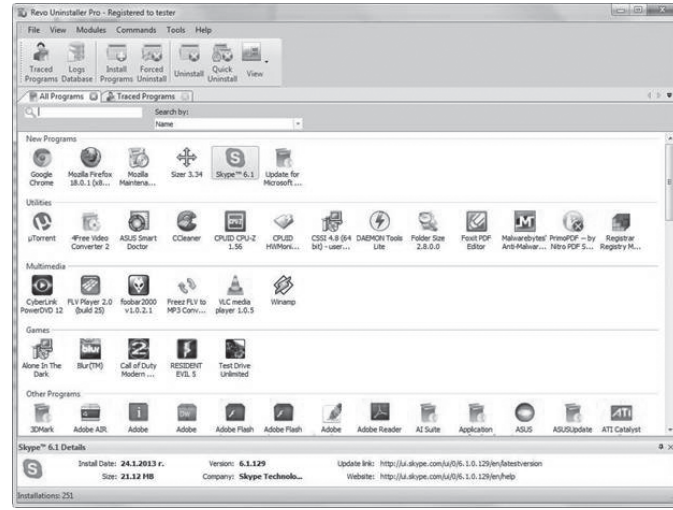 Revo Uninstaller Pro - Registered to tester
File View Modules Commands Tools Help
Traced Programs
Logs Database
Install Programs
Forced Uninstall
Uninstall
Quick Uninstall
View
All Programs Traced Programs
Search by:
Name
New Programs
Google Chrome
Mozilla Firefox 18.0.1 (x8...
Mozilla Maintena...
Sizer 3.34
Skype™ 6.1
Update for Microsoft ...
Utilities
µTorrent
4Free Video Converter 2
ASUS Smart Doctor
CCleaner
CPUID CPU-Z 1.56
CPUID HWMoni...
CSSI 4.8 (64 bit) - user...
DAEMON Tools Lite
Folder Size 2.8.0.0
Foxit PDF Editor
Malwarebytes' Anti-Malwar...
PrimoPDF -- by Nitro PDF S...
Registrar Registry M...
Multimedia
CyberLink PowerDVD 12
FLV Player 2.0 (build 25)
foobar2000 v1.0.2.1
Freez FLV to MP3 Conv...
VLC media player 1.0.5
Winamp
Games
Alone In The Dark
Blur(TM)
Call of Duty Modern ...
RESIDENT EVIL 5
Test Drive Unlimited
Other Programs
3DMark
Adobe AIR
Adobe
Adobe
Adobe Flash
Adobe Flash
Adobe
Adobe Reader
AI Suite
Application
ASUS
ASUSUpdate
ATI Catalyst
Skype™ 6.1 Details
Install Date: 24.1.2013 г. Version: 6.1.129 Update link: http://ui.skype.com/ui/0/6.1.0.129/en/latestversion
Size: 21.12 MB Company: Skype Technolo... Website: http://ui.skype.com/ui/0/6.1.0.129/en/help
Installations: 251